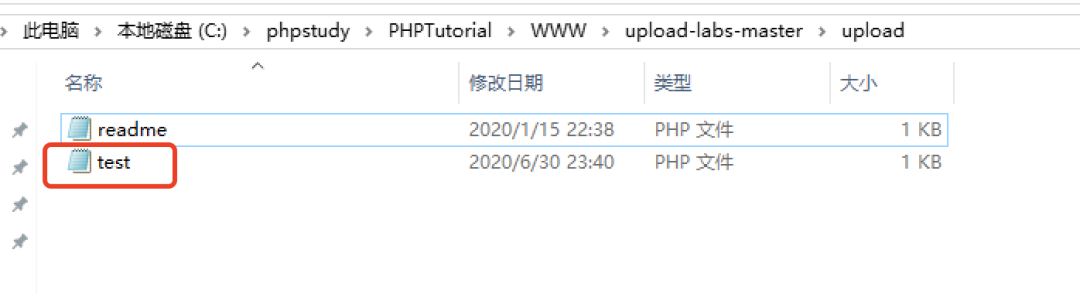 此电脑 > 本地磁盘 (C:) > phpstudy > PHPTutorial > WWW > upload-labs-master > upload
名称 修改日期 类型 大小
readme 2020/1/15 22:38 PHP 文件 1 KB
test 2020/6/30 23:40 PHP 文件 1 KB